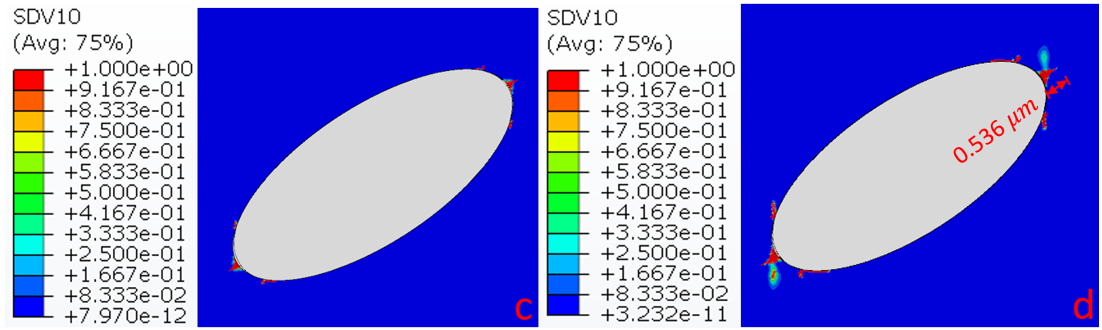 SDV10
(Avg: 75%)
+1.000e+00
+9.167e-01
+8.333e-01
+7.500e-01
+6.667e-01
+5.833e-01
+5.000e-01
+4.167e-01
+3.333e-01
+2.500e-01
+1.667e-01
+8.333e-02
+7.970e-12
c
SDV10
(Avg: 75%)
+1.000e+00
+9.167e-01
+8.333e-01
+7.500e-01
+6.667e-01
+5.833e-01
+5.000e-01
+4.167e-01
+3.333e-01
+2.500e-01
+1.667e-01
+8.333e-02
+3.232e-11
0.536 μm
d